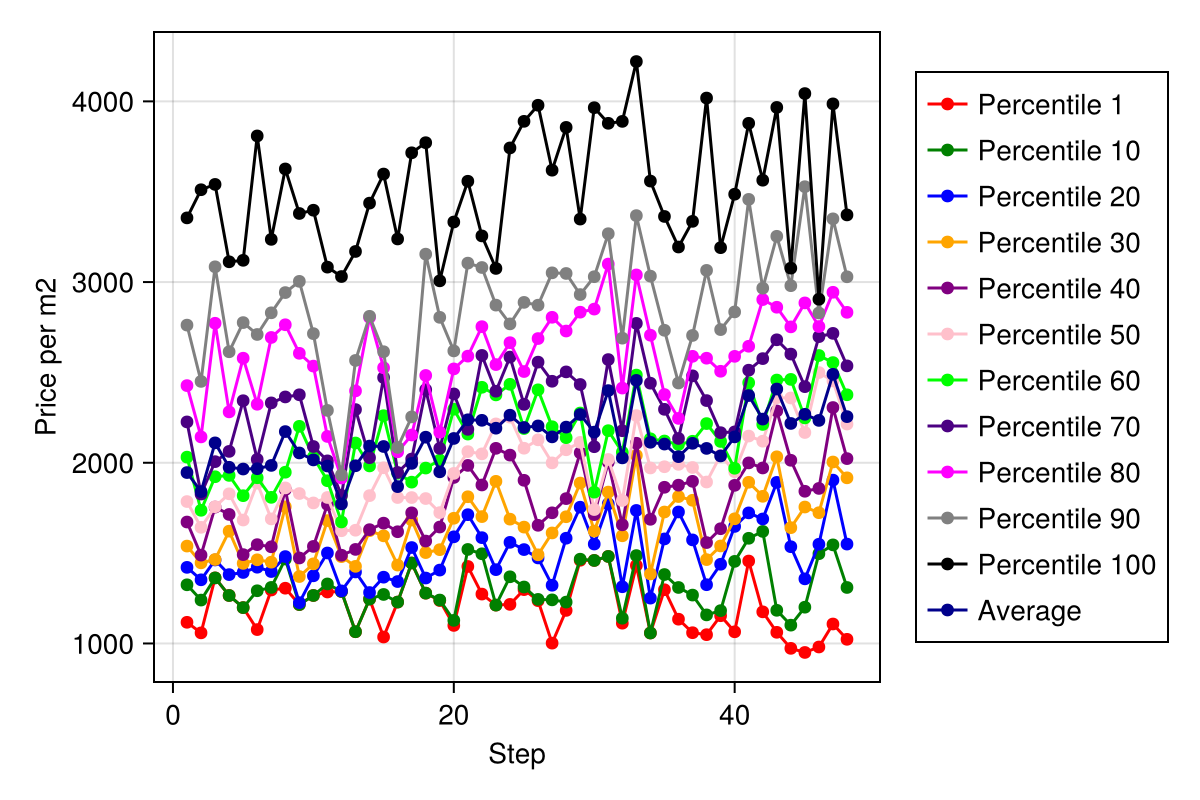 Price per m2
4000
3000
2000
1000
0
20
40
Step
Percentile 1
Percentile 10
Percentile 20
Percentile 30
Percentile 40
Percentile 50
Percentile 60
Percentile 70
Percentile 80
Percentile 90
Percentile 100
Average